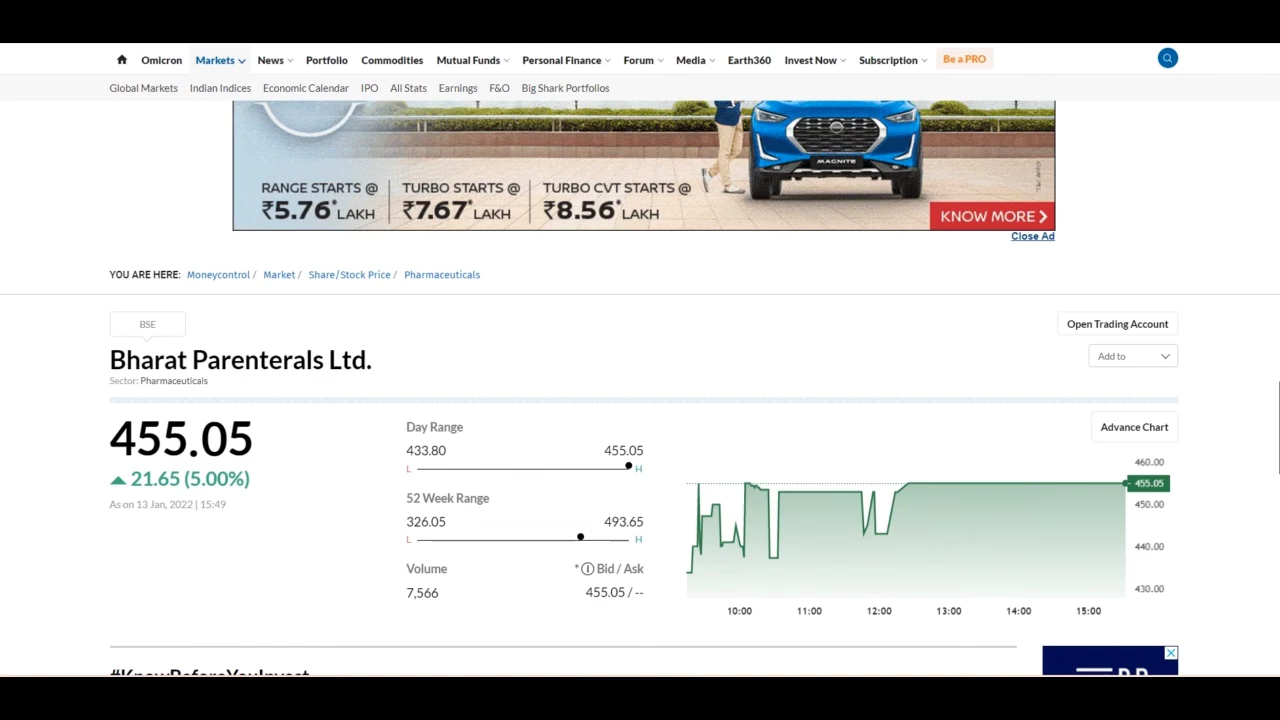 Omicron Markets News Portfolio Commodities Mutual Funds Personal Finance Forum Media Earth360 Invest Now Subscription Be a PRO
Global Markets Indian Indices Economic Calendar IPO All Stats Earnings F&O Big Shark Portfolios
MAGNITE
RANGE STARTS @ TURBO STARTS @ TURBO CVT STARTS @
₹5.76* LAKH ₹7.67* LAKH ₹8.56* LAKH
KNOW MORE
Close Ad
YOU ARE HERE: Moneycontrol / Market / Share/Stock Price / Pharmaceuticals
BSE
Open Trading Account
Bharat Parenterals Ltd.
Add to
Sector: Pharmaceuticals
455.05
21.65 (5.00%)
As on 13 Jan, 2022 | 15:49
Day Range
433.80 455.05
L H
52 Week Range
326.05 493.65
L H
Volume * Bid / Ask
7,566 455.05 / --
Advance Chart
460.00
455.05
450.00
440.00
430.00
10:00 11:00 12:00 13:00 14:00 15:00
#KnowBeforeYouInvest